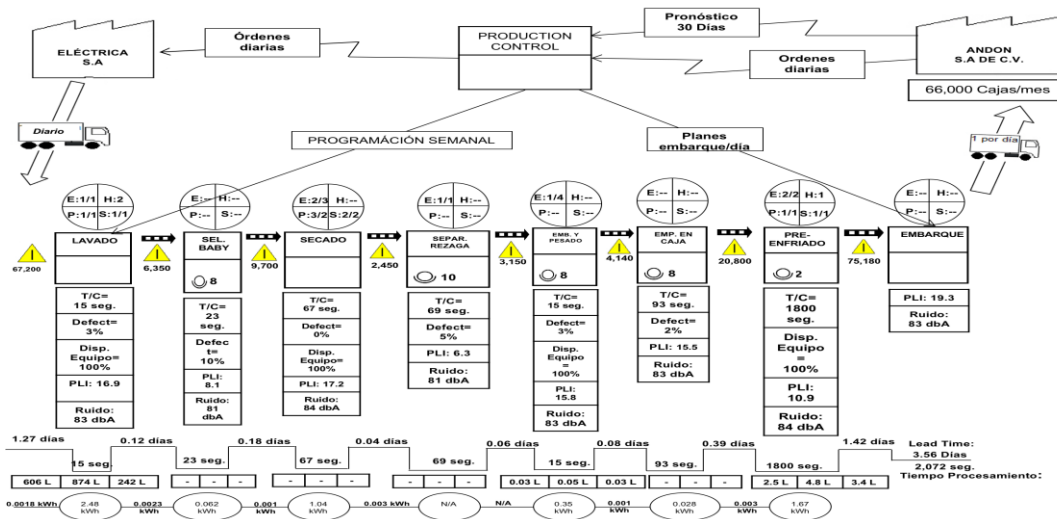 ELÉCTRICA
S.A
Órdenes
diarias
PRODUCTION
CONTROL
Pronóstico
30 Días
Ordenes
diarias
ANDON
S.A DE C.V.
66,000 Cajas/mes
Diario
PROGRAMÁCIÓN SEMANAL
Planes
embarque/día
1 por día
E:1/1 H:2
P:1/1 S:1/1
E:-- H:--
P:-- S:--
E:2/3 H:--
P:3/2 S:2/2
E:1/1 H:--
P:-- S:--
E:1/4 H:--
P:-- S:--
E:-- H:--
P:-- S:--
E:2/2 H:1
P:1/1 S:1/1
E:-- H:--
P:-- S:--
I
67,200
LAVADO
I
6,350
SEL.
BABY
8
I
9,700
SECADO
I
2,450
SEPAR.
REZAGA
10
I
3,150
EMB. Y
PESADO
8
I
4,140
EMP. EN
CAJA
8
I
20,800
PRE-
ENFRIADO
2
I
75,180
EMBARQUE
T/C=
15 seg.
Defect=
3%
Disp.
Equipo=
100%
PLI: 16.9
Ruido:
83 dbA
T/C=
23
seg.
Defec
t=
10%
PLI:
8.1
Ruido:
81
dbA
T/C=
67 seg.
Defect=
0%
Disp.
Equipo=
100%
PLI: 17.2
Ruido:
84 dbA
T/C=
69 seg.
Defect=
5%
PLI: 6.3
Ruido:
81 dbA
T/C=
15 seg.
Defect=
3%
Disp.
Equipo
=
100%
PLI:
15.8
Ruido:
83 dbA
T/C=
93 seg.
Defect=
2%
PLI: 15.5
Ruido:
83 dbA
T/C=
1800
seg.
Disp.
Equipo
=
100%
PLI:
10.9
Ruido:
84 dbA
PLI: 19.3
Ruido:
83 dbA
1.27 días 0.12 días 0.18 días 0.04 días 0.06 días 0.08 días 0.39 días 1.42 días
15 seg. 23 seg. 67 seg. 69 seg. 15 seg. 93 seg. 1800 seg.
Lead Time:
3.56 Días
2,072 seg.
Tiempo Procesamiento:
606 L 874 L 242 L - - - - - - - - - 0.03 L 0.05 L 0.03 L - - - 2.5 L 4.8 L 3.4 L
0.0018 kWh 2.48 kWh 0.0023 kWh 0.062 kWh 0.001 kWh 1.04 kWh 0.003 kWh N/A N/A 0.35 kWh 0.001 kWh 0.028 kWh 0.003 kWh 1.67 kWh